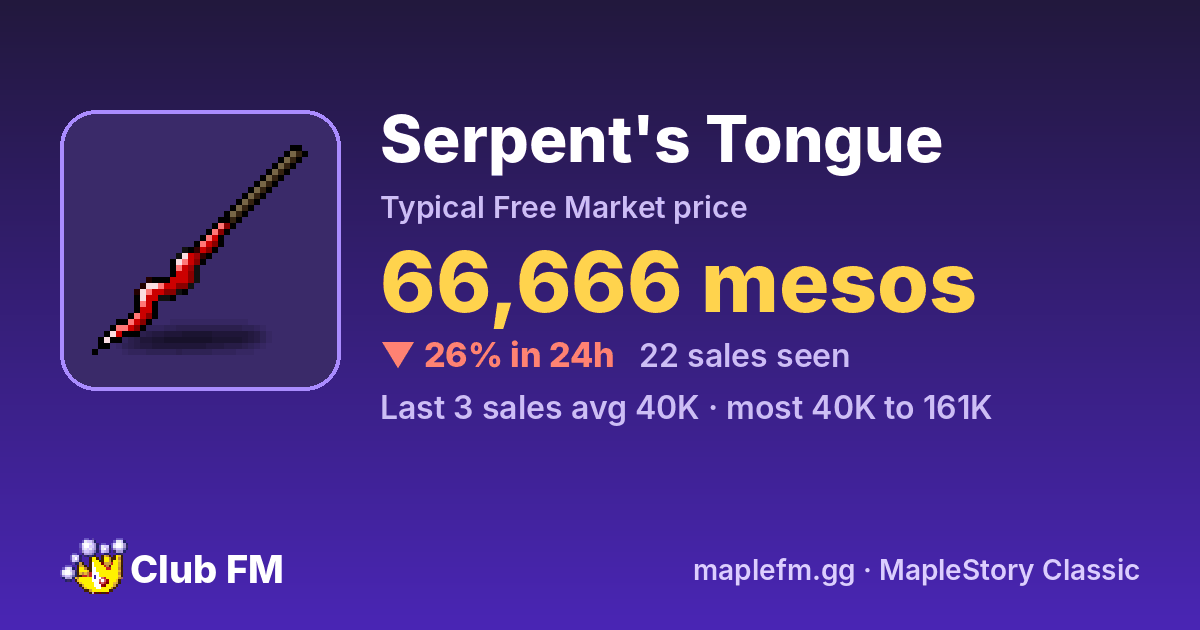 Serpent's Tongue
Typical Free Market price
66,666 mesos
▼ 26% in 24h 22 sales seen
Last 3 sales avg 40K · most 40K to 161K
Club FM
maplefm.gg · MapleStory Classic